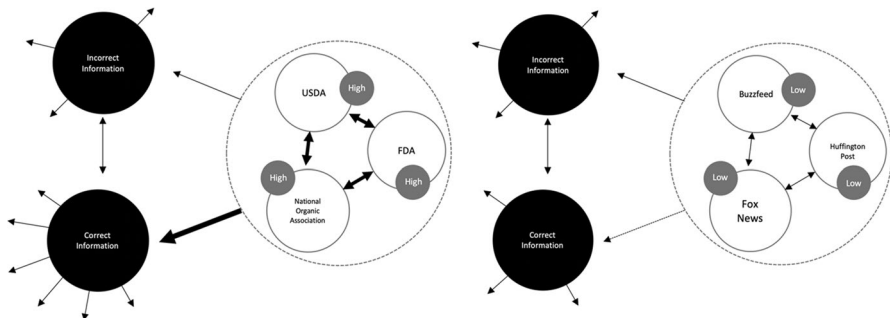 Incorrect
Information
USDA
High
FDA
High
High
National
Organic
Association
Correct
Information
Incorrect
Information
Buzzfeed
Low
Huffington
Post
Low
Low
Fox
News
Correct
Information